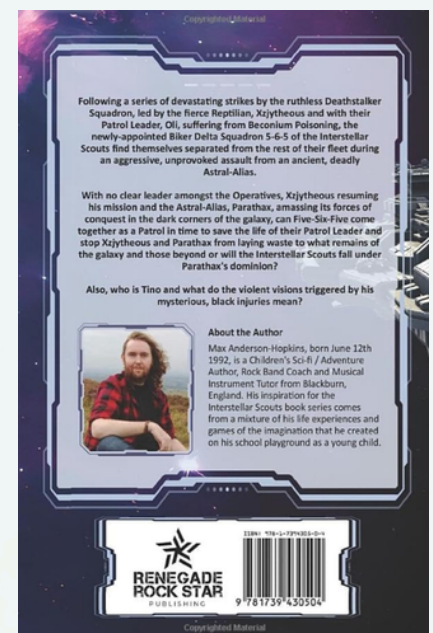 Copyrighted Material
Following a series of devastating strikes by the ruthless Deathstalker
Squadron, led by the fierce Reptilian, Xzjytheous and with their
Patrol Leader, Oli, suffering from Beconium Poisoning, the
newly-appointed Biker Delta Squadron 5-6-5 of the Interstellar
Scouts find themselves separated from the rest of their fleet during
an aggressive, unprovoked assault from an ancient, deadly
Astral-Alias.
With no clear leader amongst the Operatives, Xzjytheous resuming
his mission and the Astral-Alias, Parathax, amassing its forces of
conquest in the dark corners of the galaxy, can Five-Six-Five come
together as a Patrol in time to save the life of their Patrol Leader and
stop Xzjytheous and Parathax from laying waste to what remains of
the galaxy and those beyond or will the Interstellar Scouts fall under
Parathax's dominion?
Also, who is Tino and what do the violent visions triggered by his
mysterious, black injuries mean?
About the Author
Max Anderson-Hopkins, born June 12th
1992, is a Children's Sci-fi / Adventure
Author, Rock Band Coach and Musical
Instrument Tutor from Blackburn,
England. His inspiration for the
Interstellar Scouts book series comes
from a mixture of his life experiences and
games of the imagination that he created
on his school playground as a young child.
RENEGADE
ROCK STAR
PUBLISHING
ISBN: 978-1-7394305-0-4
9 781739 430504
Copyrighted Material